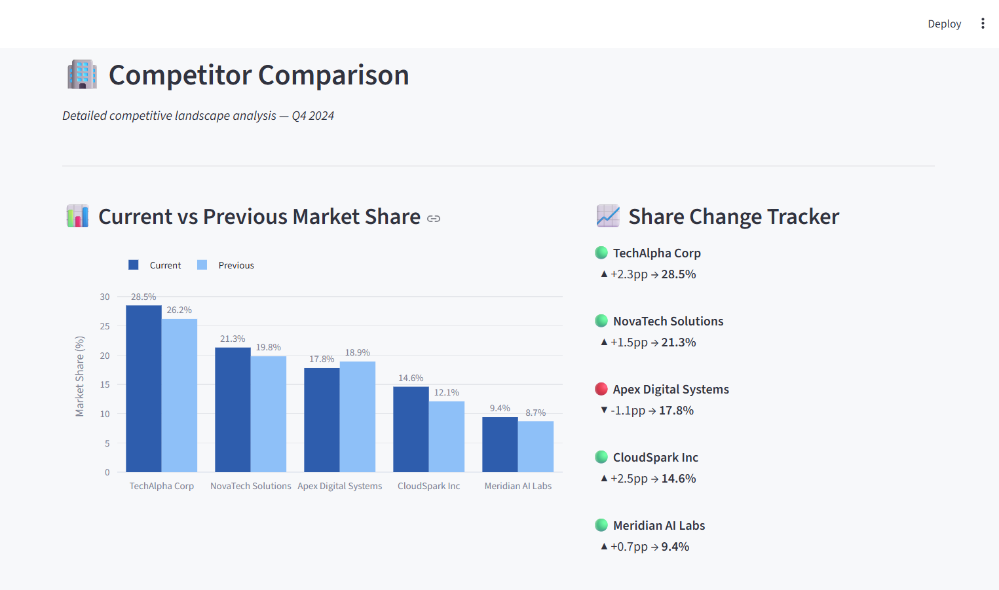 Deploy
Competitor Comparison
Detailed competitive landscape analysis — Q4 2024
Current vs Previous Market Share
Current
Previous
Market Share (%)
30
25
20
15
10
5
0
28.5%
26.2%
21.3%
19.8%
17.8%
18.9%
14.6%
12.1%
9.4%
8.7%
TechAlpha Corp
NovaTech Solutions
Apex Digital Systems
CloudSpark Inc
Meridian AI Labs
Share Change Tracker
TechAlpha Corp
▲ +2.3pp → 28.5%
NovaTech Solutions
▲ +1.5pp → 21.3%
Apex Digital Systems
▼ -1.1pp → 17.8%
CloudSpark Inc
▲ +2.5pp → 14.6%
Meridian AI Labs
▲ +0.7pp → 9.4%